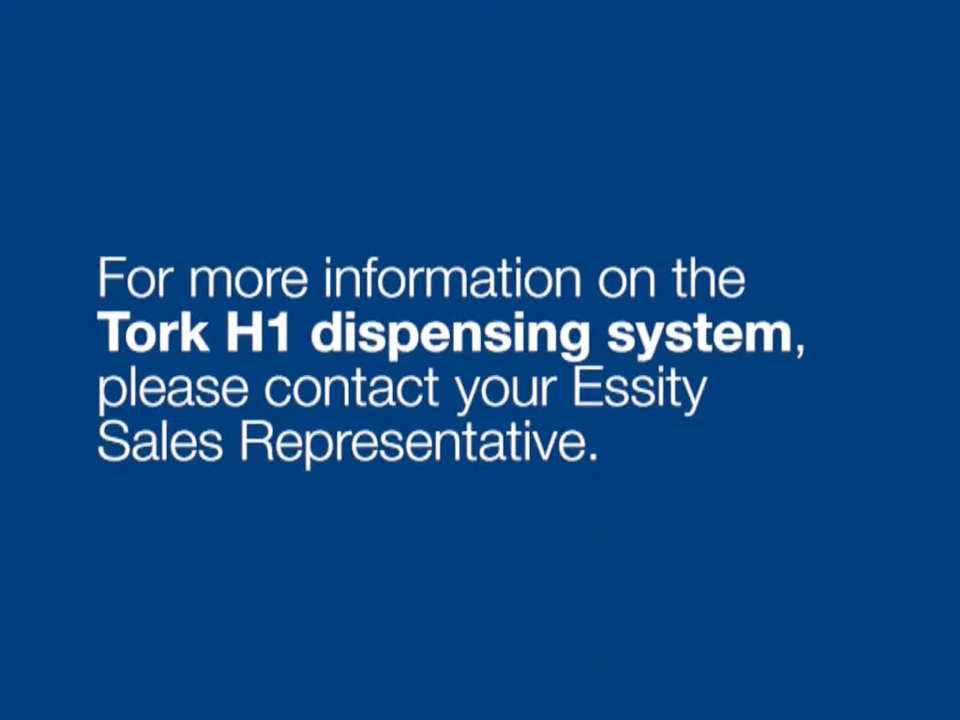 For more information on the
Tork H1 dispensing system,
please contact your Essity
Sales Representative.